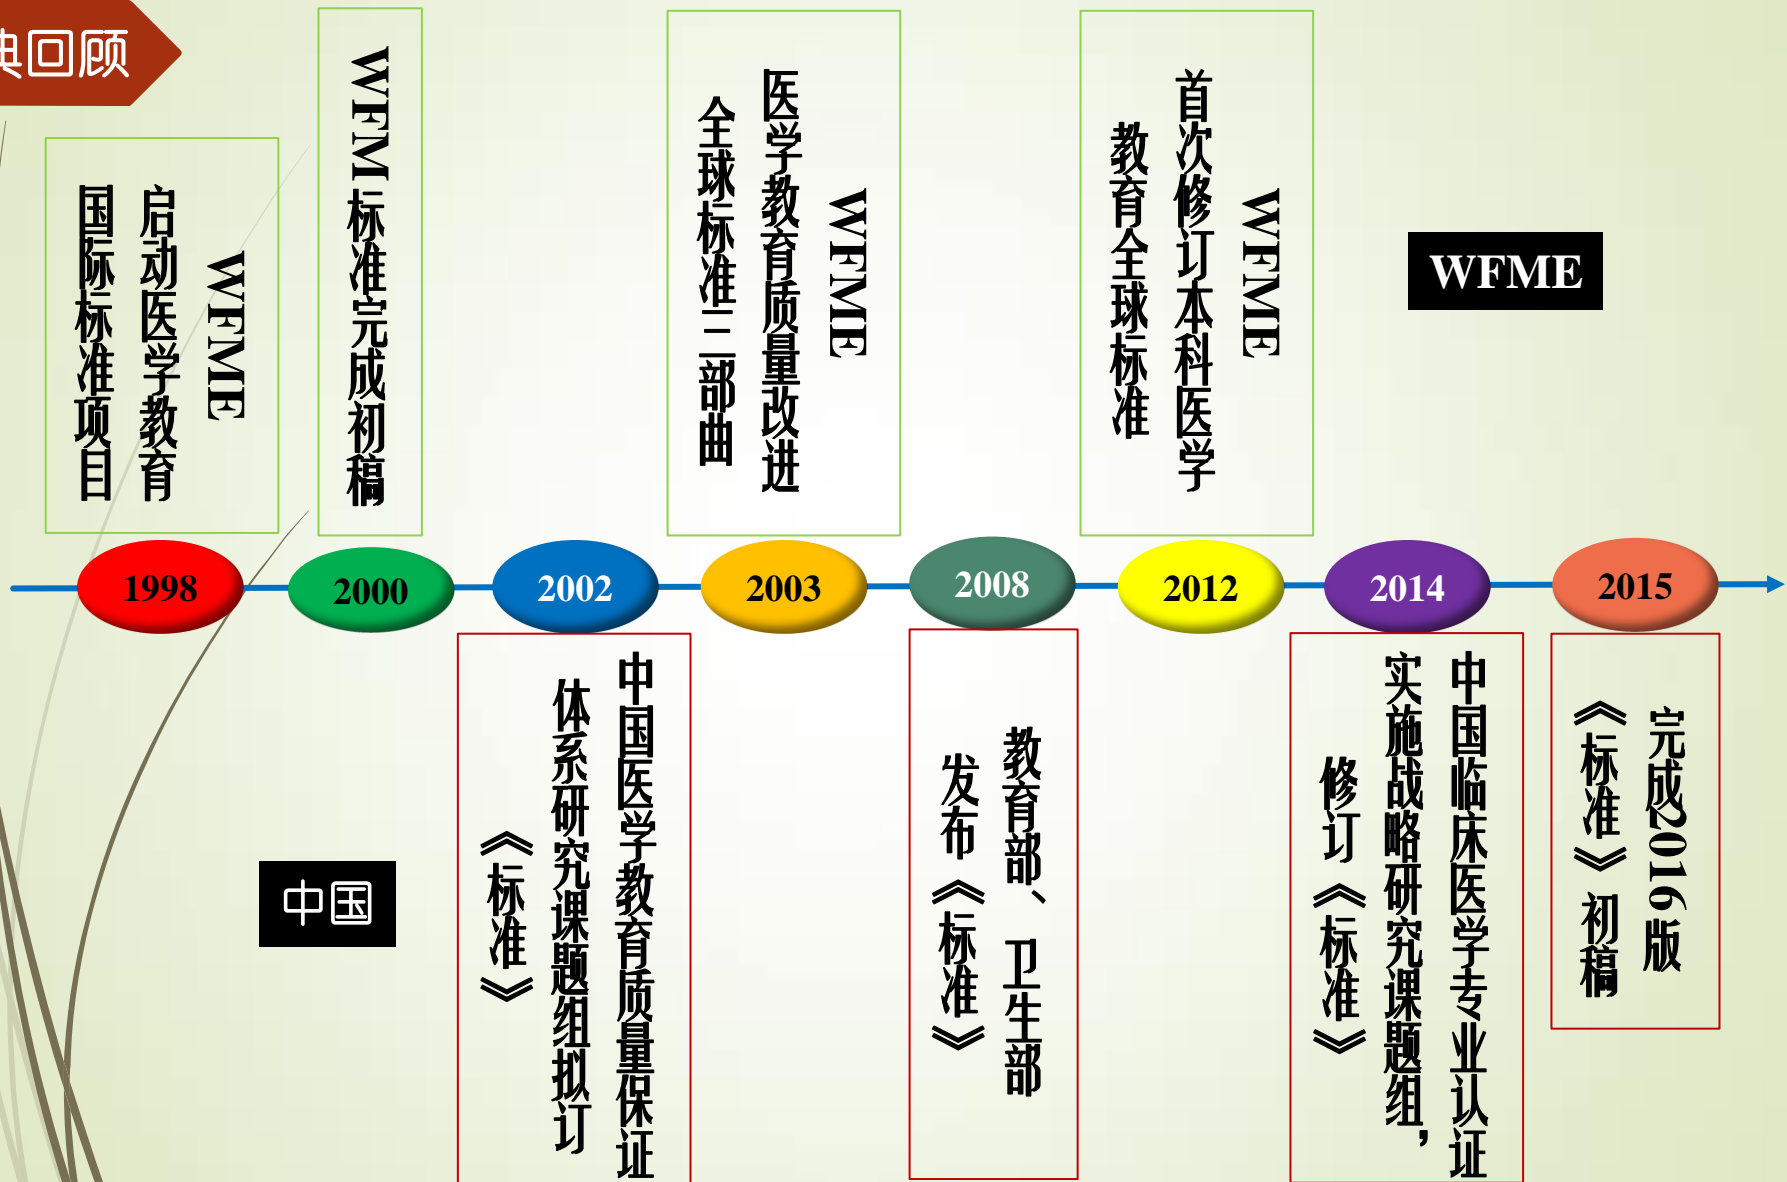 典回顾
WFME
启动医学教育
国际标准项目
WFM标准完成初稿
WFME
医学教育质量改进
全球标准三部曲
WFME
首次修订本科医学
教育全球标准
WFME
1998
2000
2002
2003
2008
2012
2014
2015
中国
中国医学教育质量保证
体系研究课题组拟订
《标准》
教育部、卫生部
发布《标准》
中国临床医学专业认证
实施战略研究课题组，
修订《标准》
完成2016版
《标准》初稿